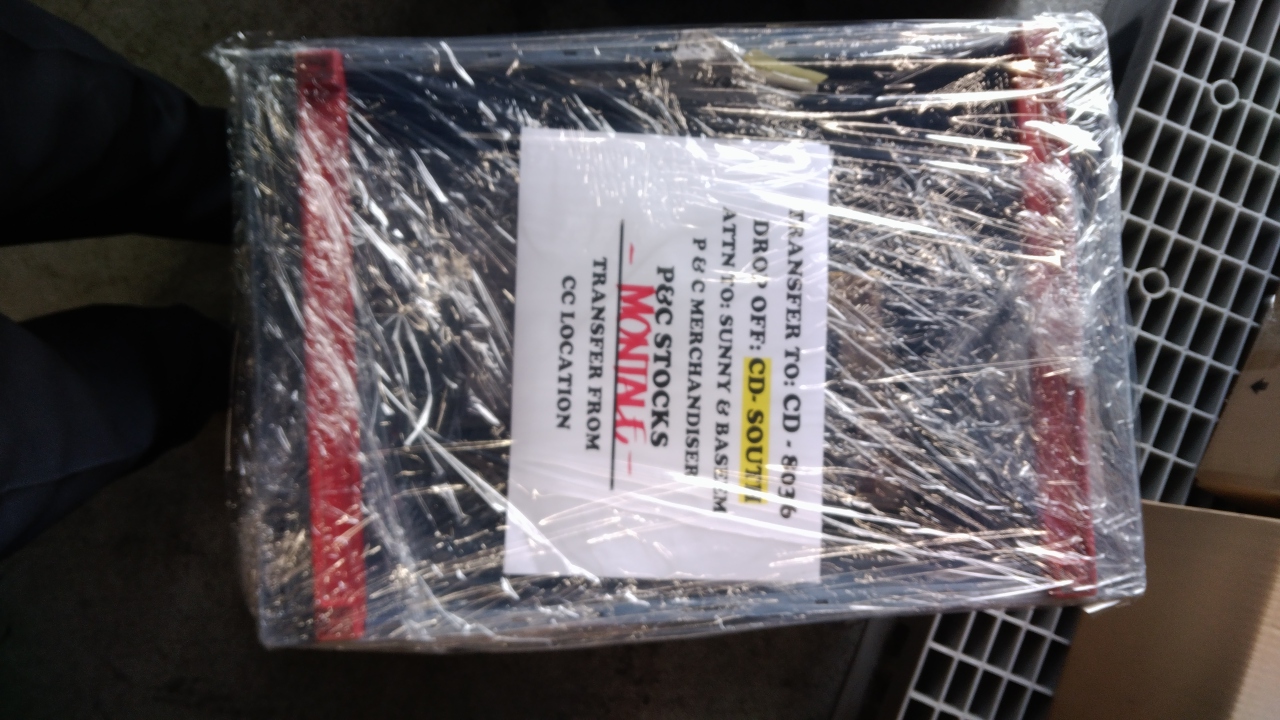 TRANSFER TO: CD - 8036
DROP OFF: CD- SOUTH
ATTN TO: SUNNY & BASEEM
P & C MERCHANDISER
P&C STOCKS
- MONTALE -
TRANSFER FROM
CC LOCATION